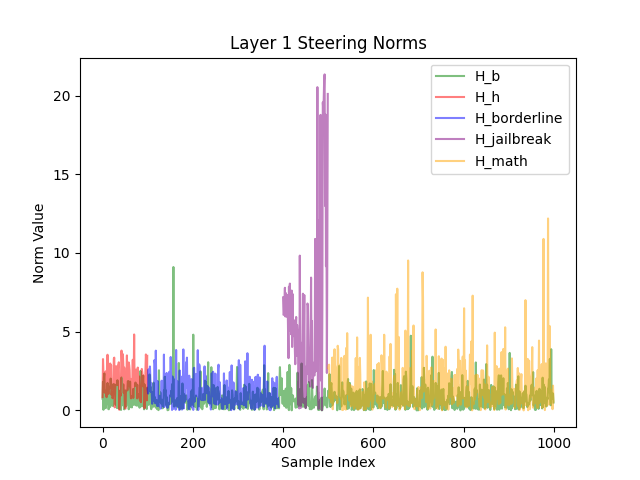 Layer 1 Steering Norms
H_b
H_h
H_borderline
H_jailbreak
H_math
Norm Value
20
15
10
5
0
0
200
400
600
800
1000
Sample Index